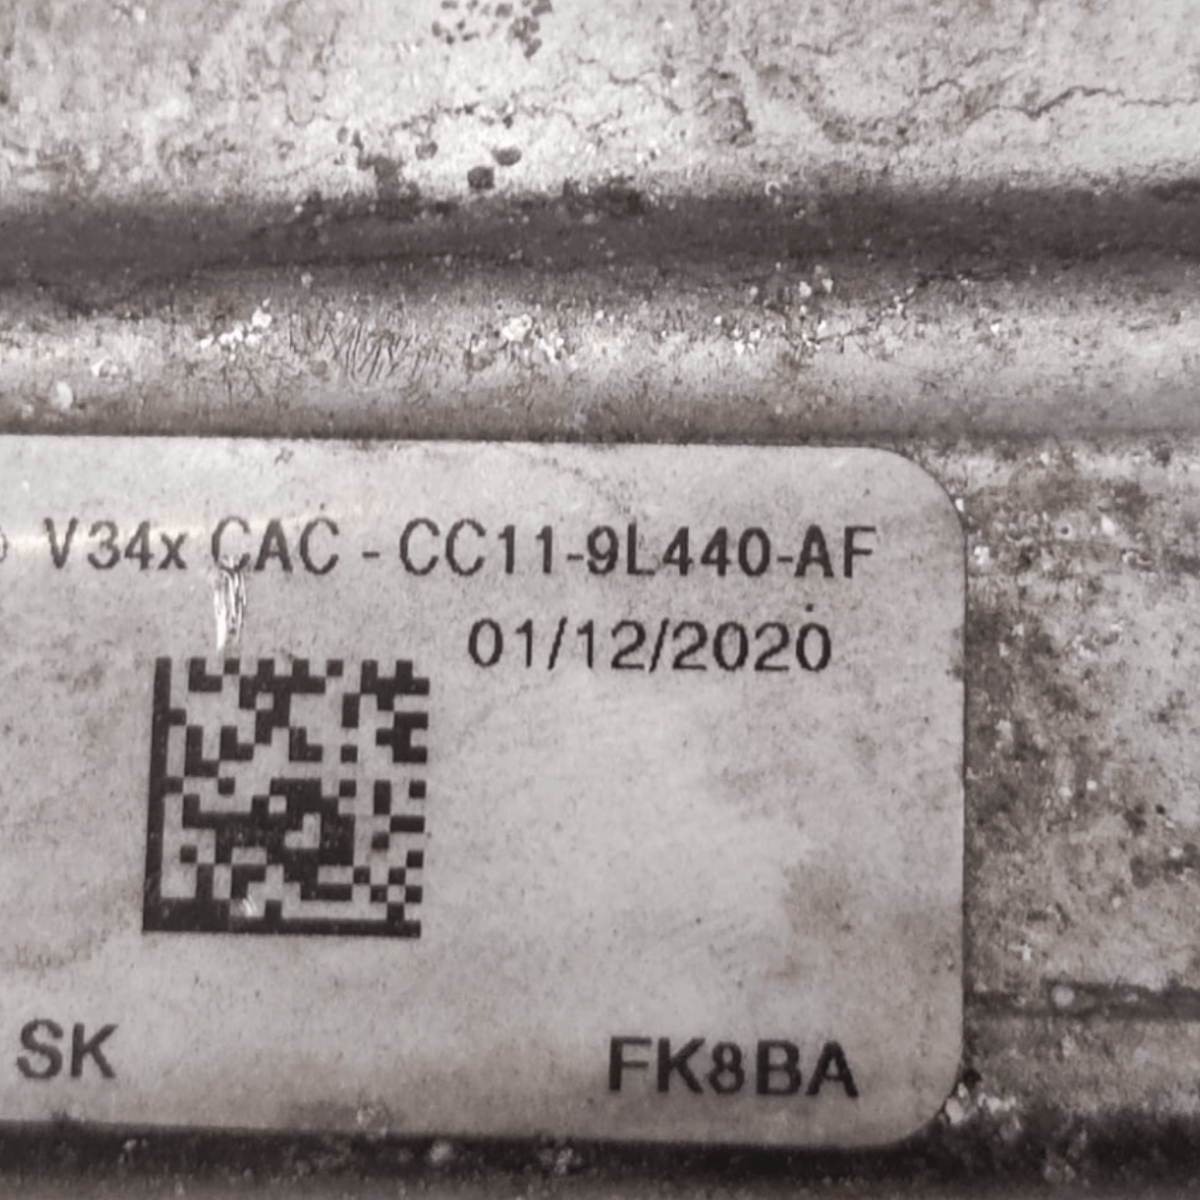 V34x CAC - CC11-9L440-AF
01/12/2020
SK
FK8BA